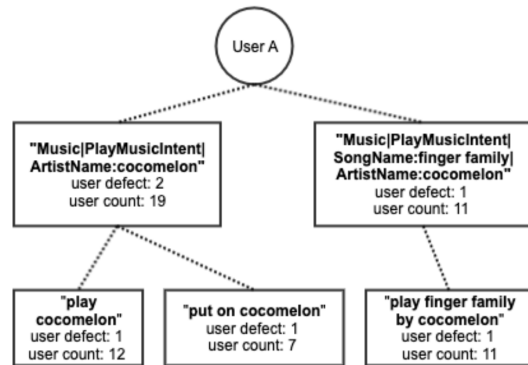 User A
"Music|PlayMusicIntent|
ArtistName:cocomelon"
user defect: 2
user count: 19
"Music|PlayMusicIntent|
SongName:finger family|
ArtistName:cocomelon"
user defect: 1
user count: 11
"play
cocomelon"
user defect: 1
user count: 12
"put on cocomelon"
user defect: 1
user count: 7
"play finger family
by cocomelon"
user defect: 1
user count: 11